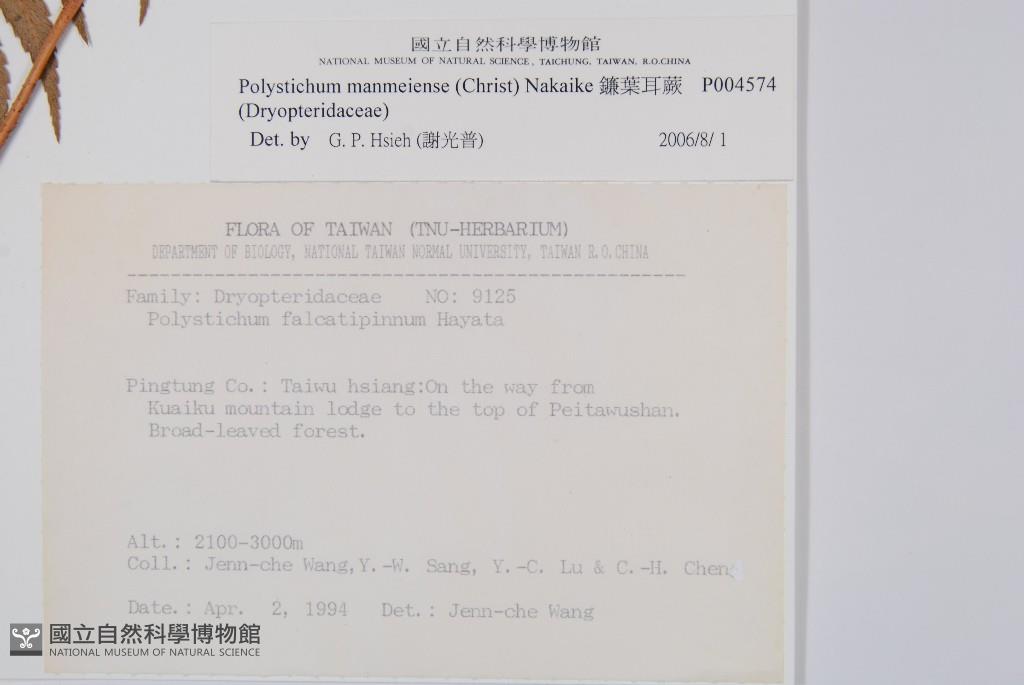 國立自然科學博物館
NATIONAL MUSEUM OF NATURAL SCIENCE, TAICHUNG, TAIWAN, R.O.CHINA
Polystichum manmeiense (Christ) Nakaike 鐮葉耳蕨 P004574
(Dryopteridaceae)
Det. by G. P. Hsieh (謝光普) 2006/8/ 1
FLORA OF TAIWAN (TNU-HERBARIUM)
DEPARTMENT OF BIOLOGY, NATIONAL TAIWAN NORMAL UNIVERSITY, TAIWAN R.O.CHINA
Family: Dryopteridaceae NO: 9125
Polystichum falcatipinnum Hayata
Pingtung Co.: Taiwu hsiang:On the way from
Kuaiku mountain lodge to the top of Peitawushan.
Broad-leaved forest.
Alt.: 2100-3000m
Coll.: Jenn-che Wang,Y.-W. Sang, Y.-C. Lu & C.-H. Cheng
Date.: Apr. 2, 1994 Det.: Jenn-che Wang
國立自然科學博物館
NATIONAL MUSEUM OF NATURAL SCIENCE